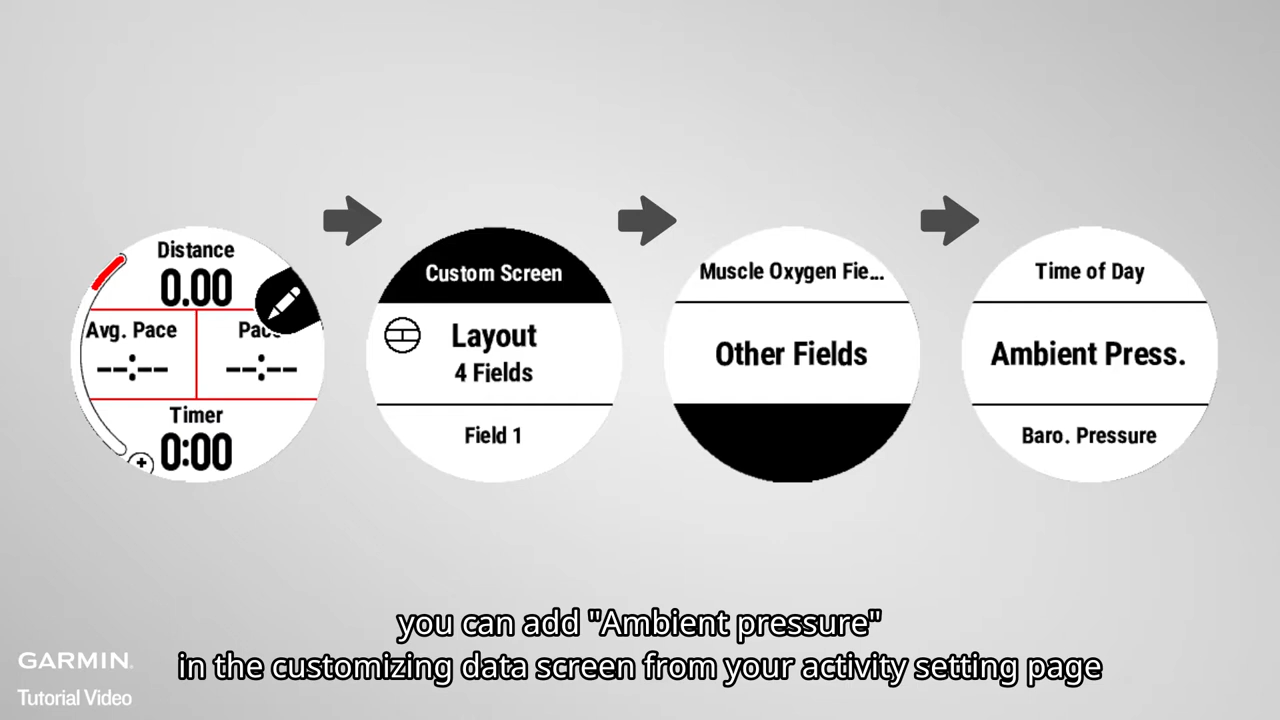 Distance
0.00
Avg. Pace
Pac
--:--
--:--
Timer
0:00
Custom Screen
Layout
4 Fields
Field 1
Muscle Oxygen Fie...
Other Fields
Time of Day
Ambient Press.
Baro. Pressure
you can add "Ambient pressure"
in the customizing data screen from your activity setting page
GARMIN.
Tutorial Video